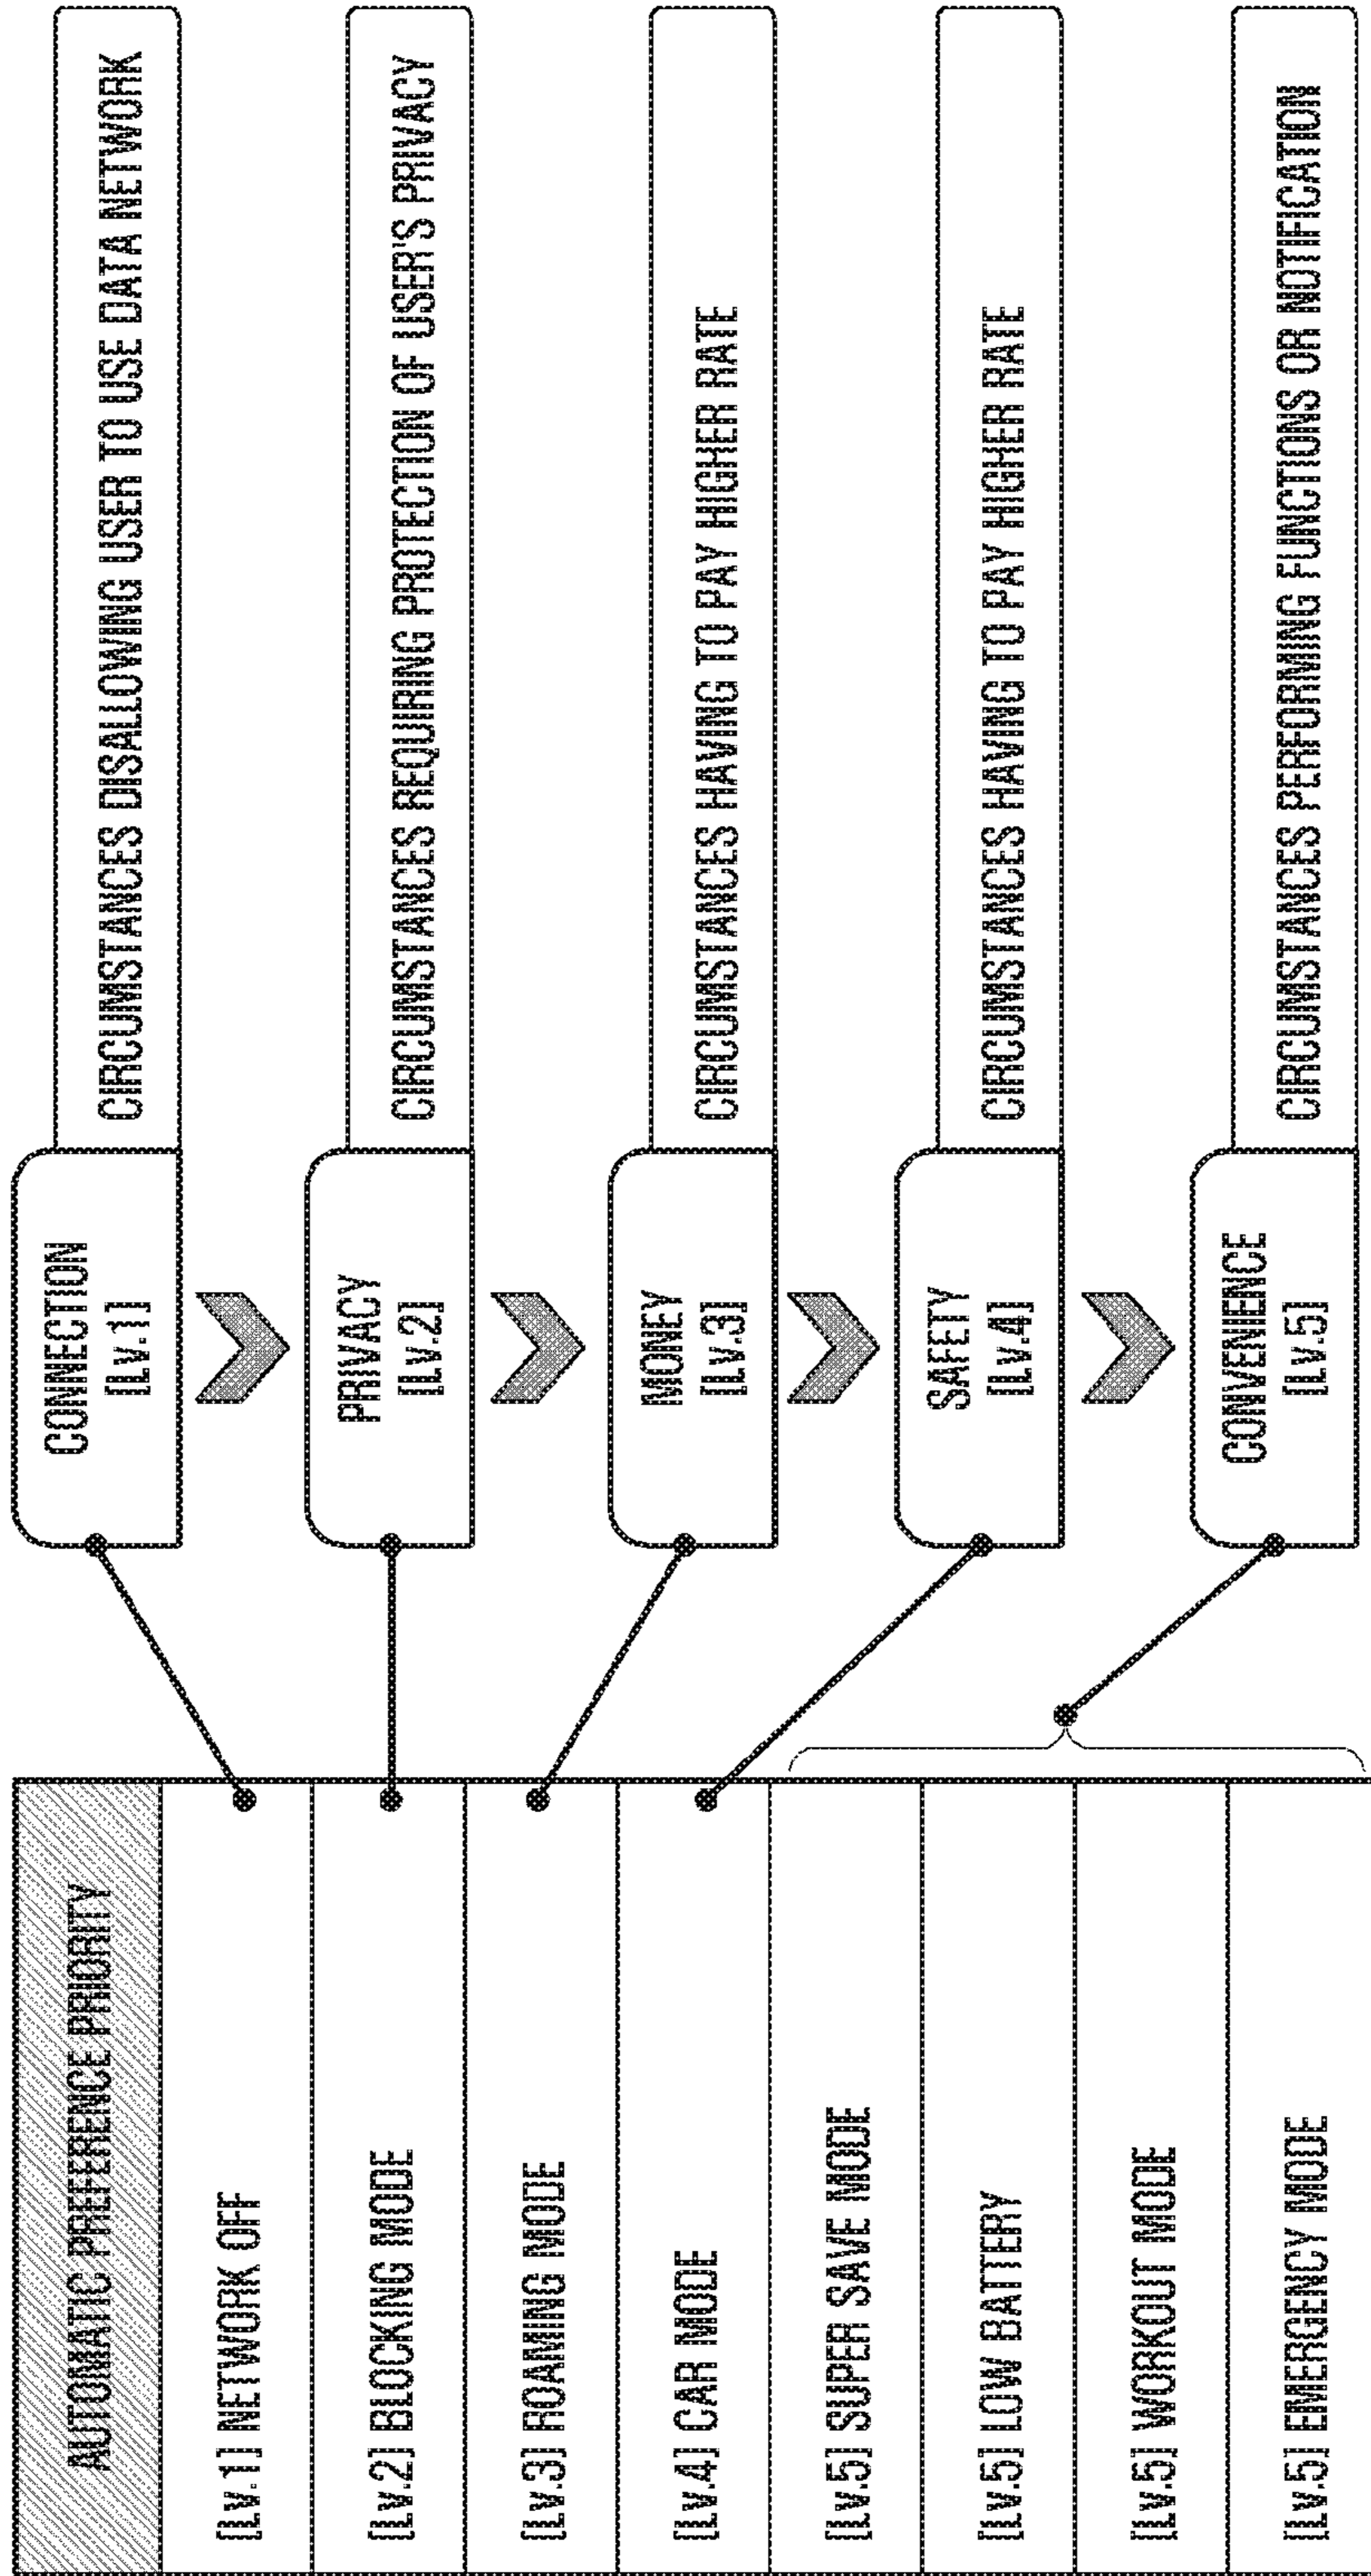 AUTOMATIC PREFERENCE PRIORITY
[Lv.1] NETWORK OFF
[Lv.2] BLOCKING MODE
[Lv.3] ROAMING MODE
[Lv.4] CAR MODE
[Lv.5] SUPER SAVE MODE
[Lv.5] LOW BATTERY
[Lv.5] WORKOUT MODE
[Lv.5] EMERGENCY MODE
CONNECTION
[Lv.1]
CIRCUMSTANCES DISALLOWING USER TO USE DATA NETWORK
PRIVACY
[Lv.2]
CIRCUMSTANCES REQUIRING PROTECTION OF USER'S PRIVACY
MONEY
[Lv.3]
CIRCUMSTANCES HAVING TO PAY HIGHER RATE
SAFETY
[Lv.4]
CIRCUMSTANCES HAVING TO PAY HIGHER RATE
CONVENIENCE
[Lv.5]
CIRCUMSTANCES PERFORMING FUNCTIONS OR NOTIFICATION